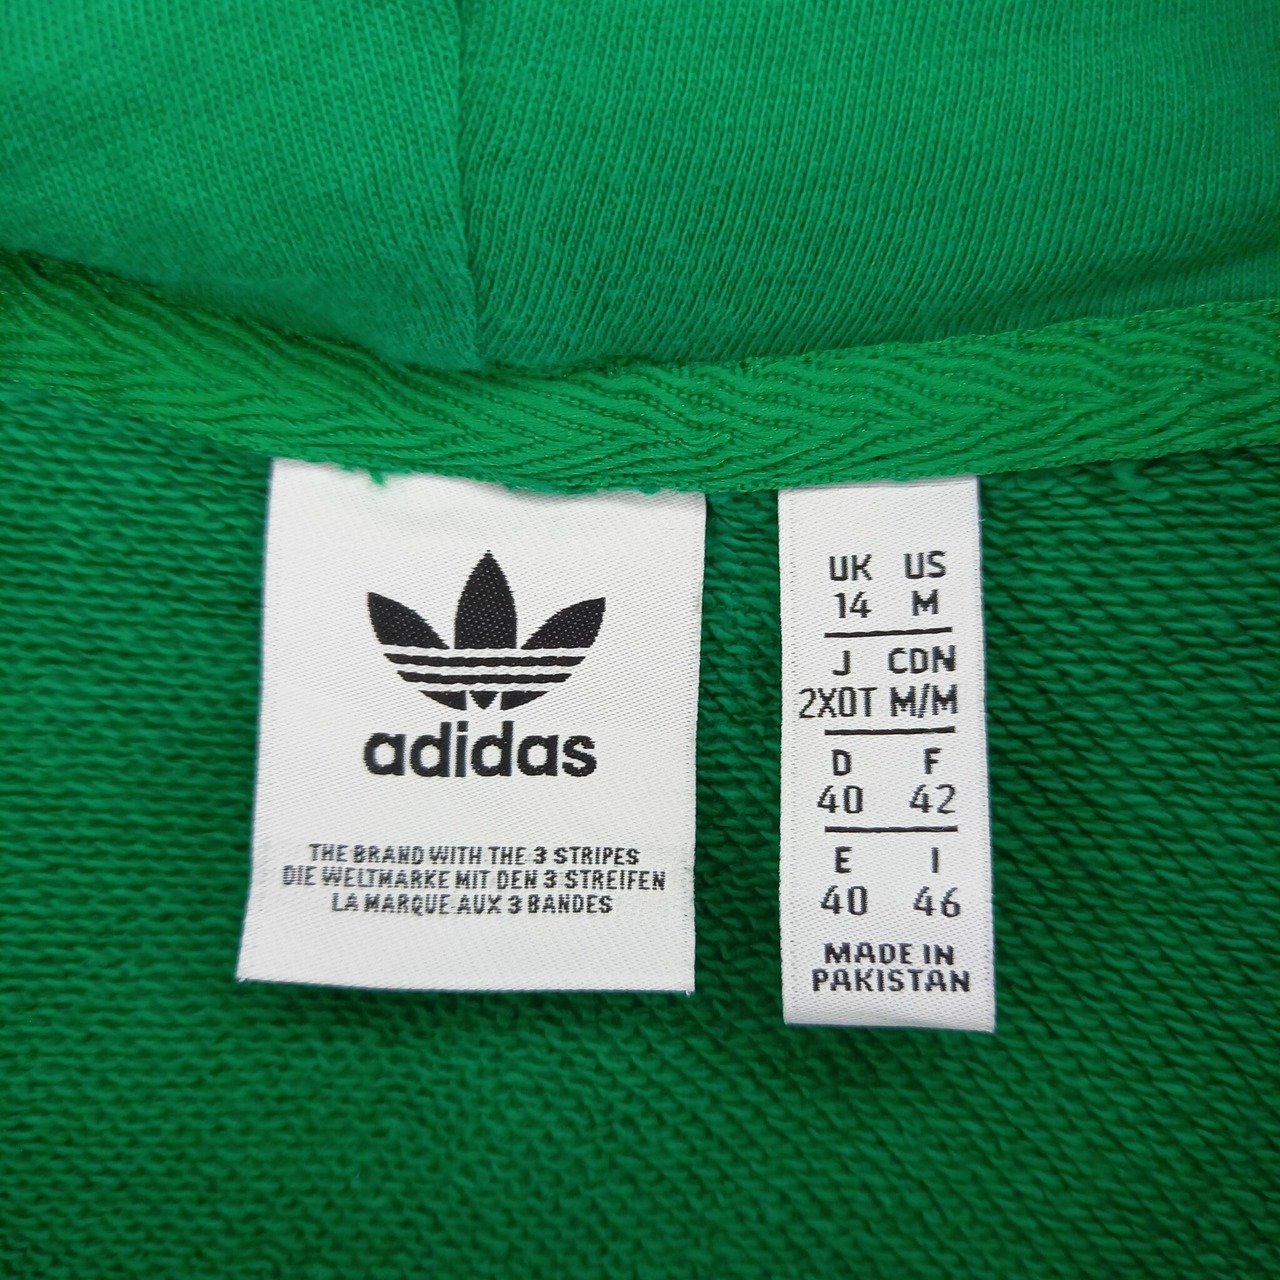 adidas
THE BRAND WITH THE 3 STRIPES
DIE WELTMARKE MIT DEN 3 STREIFEN
LA MARQUE AUX 3 BANDES
UK US
14 M
J CDN
2XOT M/M
D F
40 42
E I
40 46
MADE IN
PAKISTAN